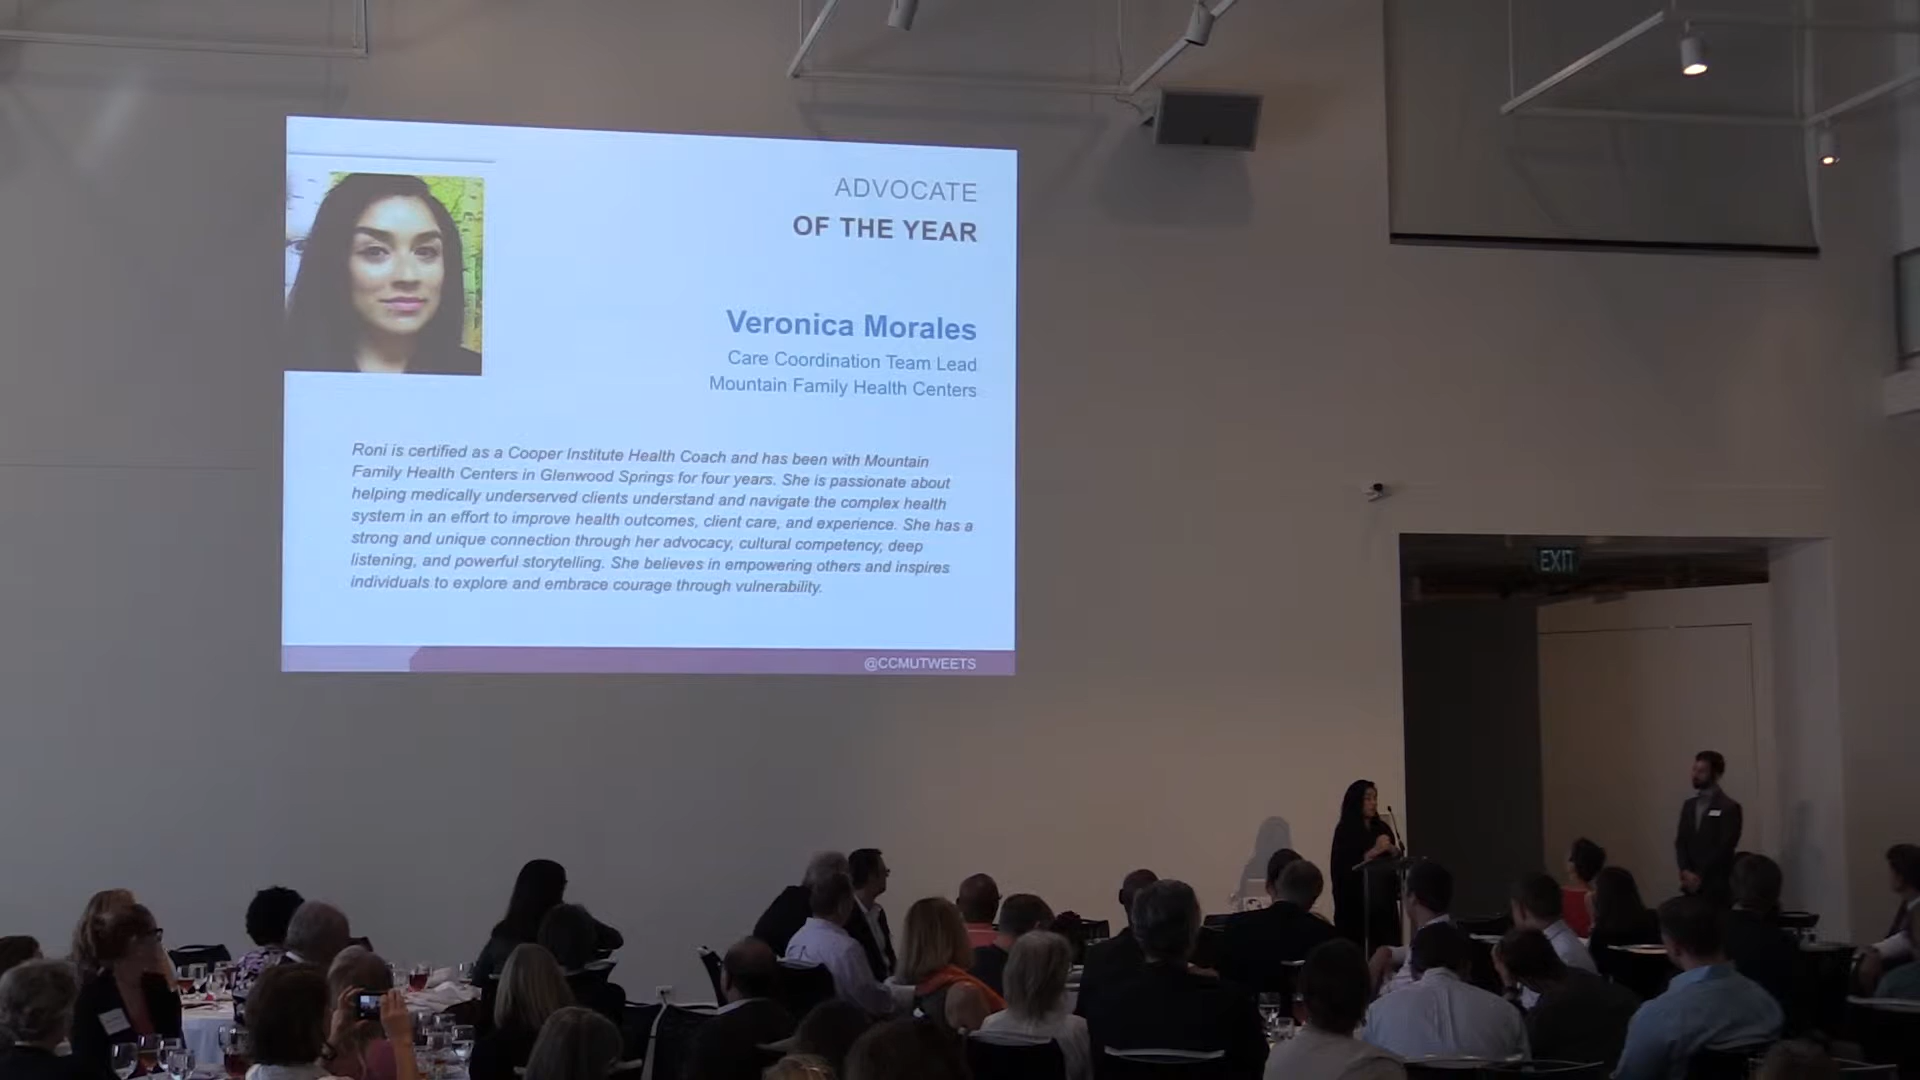 ADVOCATE
OF THE YEAR
Veronica Morales
Care Coordination Team Lead
Mountain Family Health Centers
Roni is certified as a Cooper Institute Health Coach and has been with Mountain
Family Health Centers in Glenwood Springs for four years. She is passionate about
helping medically underserved clients understand and navigate the complex health
system in an effort to improve health outcomes, client care, and experience. She has a
strong and unique connection through her advocacy, cultural competency, deep
listening, and powerful storytelling. She believes in empowering others and inspires
individuals to explore and embrace courage through vulnerability.
@CCMUTWEETS
EXIT